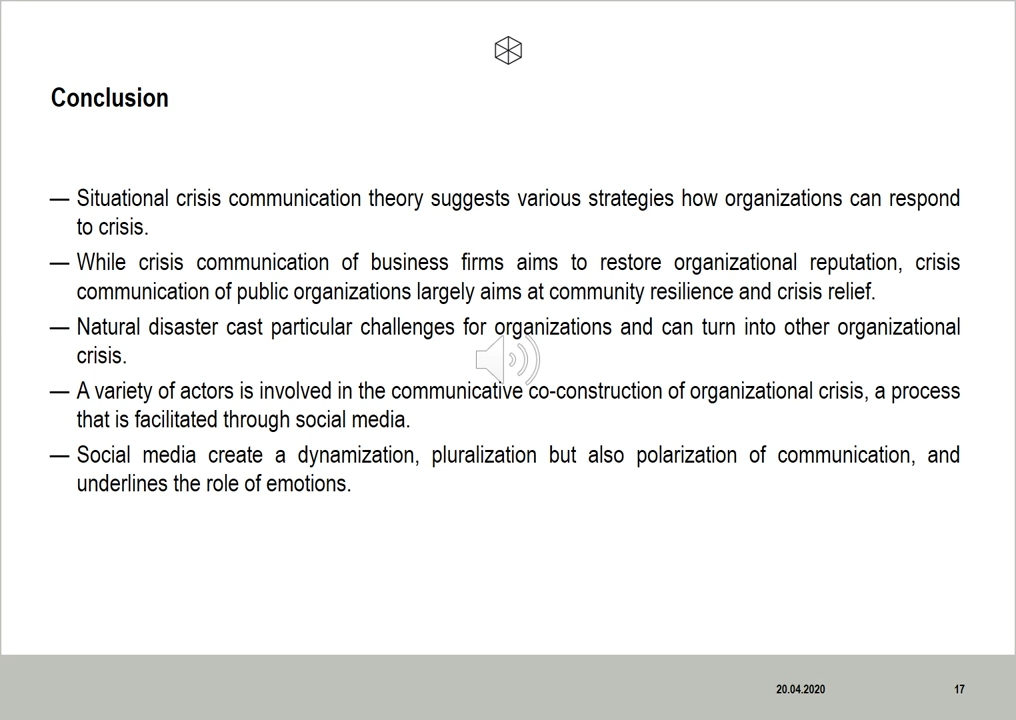 Conclusion
— Situational crisis communication theory suggests various strategies how organizations can respond
to crisis.
— While crisis communication of business firms aims to restore organizational reputation, crisis
communication of public organizations largely aims at community resilience and crisis relief.
— Natural disaster cast particular challenges for organizations and can turn into other organizational
crisis.
— A variety of actors is involved in the communicative co-construction of organizational crisis, a process
that is facilitated through social media.
— Social media create a dynamization, pluralization but also polarization of communication, and
underlines the role of emotions.
20.04.2020 17